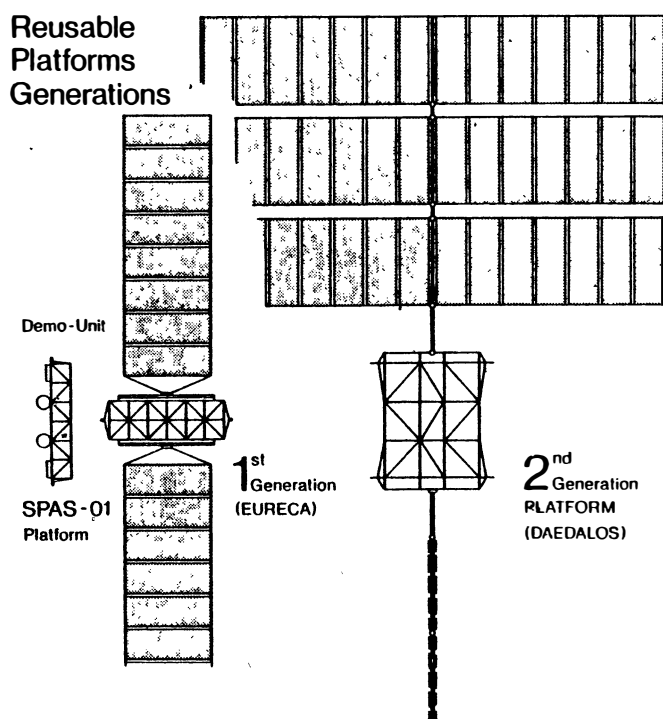 Reusable
Platforms
Generations
Demo-Unit
SPAS-01
Platform
1st
Generation
(EURECA)
2nd
Generation
PLATFORM
(DAEDALOS)